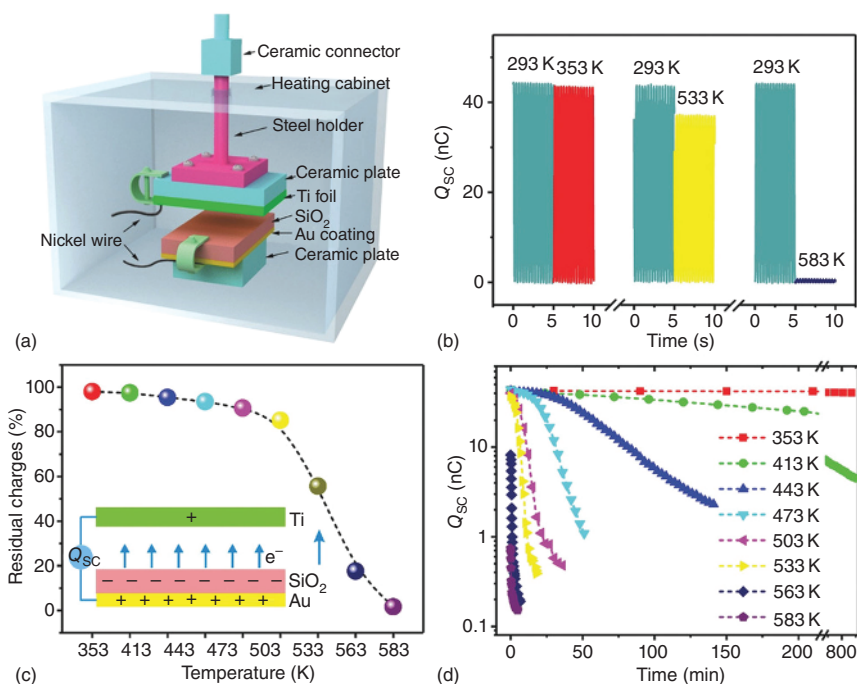 Ceramic connector
Heating cabinet
Steel holder
Ceramic plate
Ti foil
SiO2
Au coating
Nickel wire
Ceramic plate
(a)
293 K 353 K
293 K
533 K
293 K
583 K
40
20
0
QSC (nC)
0 5 10 0 5 10 0 5 10
Time (s)
(b)
100
80
60
40
20
0
Residual charges (%)
+
Ti
QSC
e−
− − − − − − −
SiO2
+ + + + + + +
Au
353 413 443 473 503 533 563 583
Temperature (K)
(c)
10
1
0.1
QSC (nC)
353 K
413 K
443 K
473 K
503 K
533 K
563 K
583 K
0 50 100 150 200 800
Time (min)
(d)